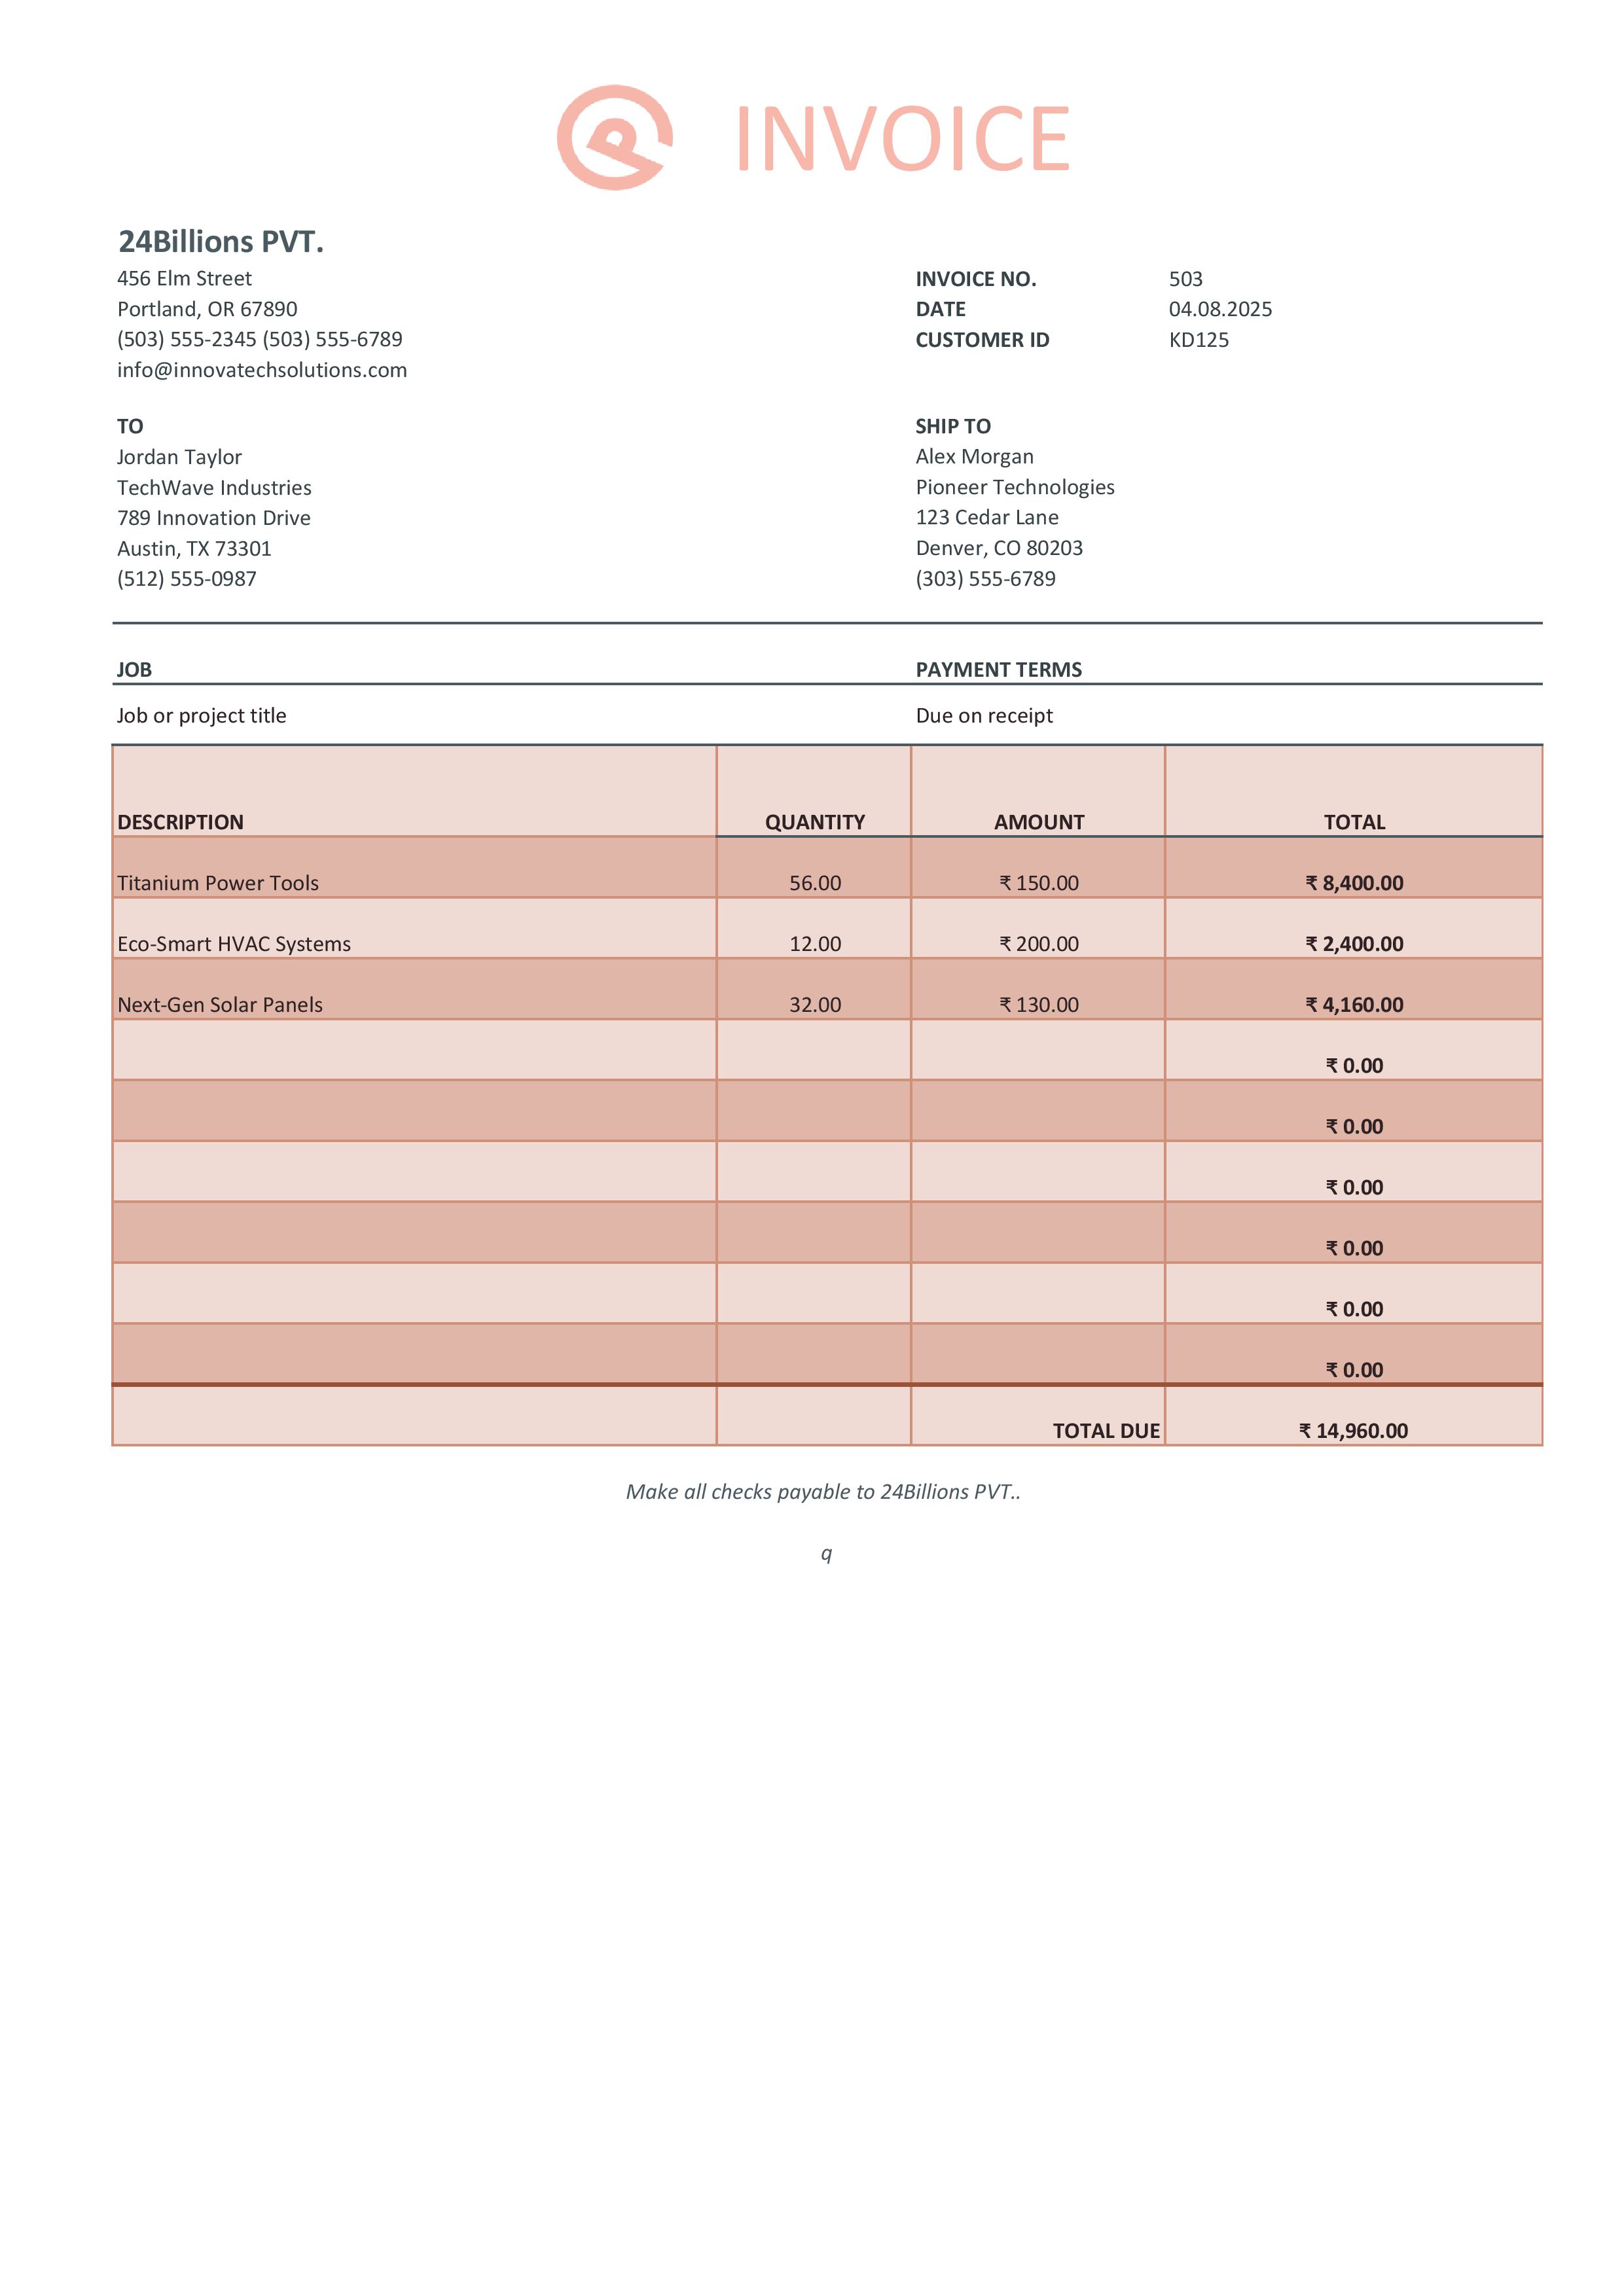 INVOICE
24Billions PVT.
456 Elm Street
Portland, OR 67890
(503) 555-2345 (503) 555-6789
info@innovatechsolutions.com
INVOICE NO. 503
DATE 04.08.2025
CUSTOMER ID KD125
TO
Jordan Taylor
TechWave Industries
789 Innovation Drive
Austin, TX 73301
(512) 555-0987
SHIP TO
Alex Morgan
Pioneer Technologies
123 Cedar Lane
Denver, CO 80203
(303) 555-6789
JOB PAYMENT TERMS
Job or project title Due on receipt
DESCRIPTION QUANTITY AMOUNT TOTAL
Titanium Power Tools 56.00 ₹ 150.00 ₹ 8,400.00
Eco-Smart HVAC Systems 12.00 ₹ 200.00 ₹ 2,400.00
Next-Gen Solar Panels 32.00 ₹ 130.00 ₹ 4,160.00
₹ 0.00
₹ 0.00
₹ 0.00
₹ 0.00
₹ 0.00
₹ 0.00
TOTAL DUE ₹ 14,960.00
Make all checks payable to 24Billions PVT..
q